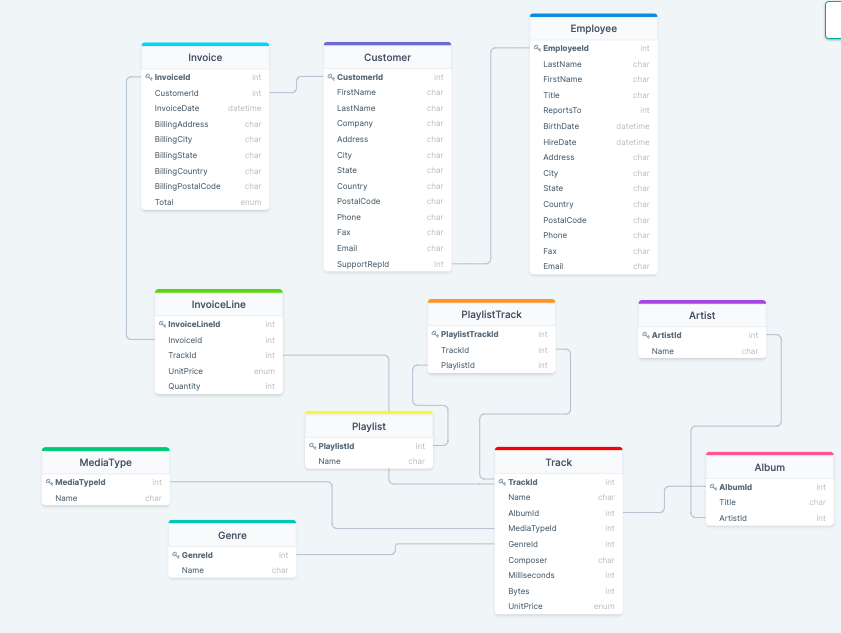 Employee
EmployeeId int
LastName char
FirstName char
Title char
ReportsTo int
BirthDate datetime
HireDate datetime
Address char
City char
State char
Country char
PostalCode char
Phone char
Fax char
Email char
Invoice
InvoiceId int
CustomerId int
InvoiceDate datetime
BillingAddress char
BillingCity char
BillingState char
BillingCountry char
BillingPostalCode char
Total enum
Customer
CustomerId int
FirstName char
LastName char
Company char
Address char
City char
State char
Country char
PostalCode char
Phone char
Fax char
Email char
SupportRepId int
InvoiceLine
InvoiceLineId int
InvoiceId int
TrackId int
UnitPrice enum
Quantity int
PlaylistTrack
PlaylistTrackId int
TrackId int
PlaylistId int
Artist
ArtistId int
Name char
Playlist
PlaylistId int
Name char
MediaType
MediaTypeId int
Name char
Track
TrackId int
Name char
AlbumId int
MediaTypeId int
GenreId int
Composer char
Milliseconds int
Bytes int
UnitPrice enum
Album
AlbumId int
Title char
ArtistId int
Genre
GenreId int
Name char